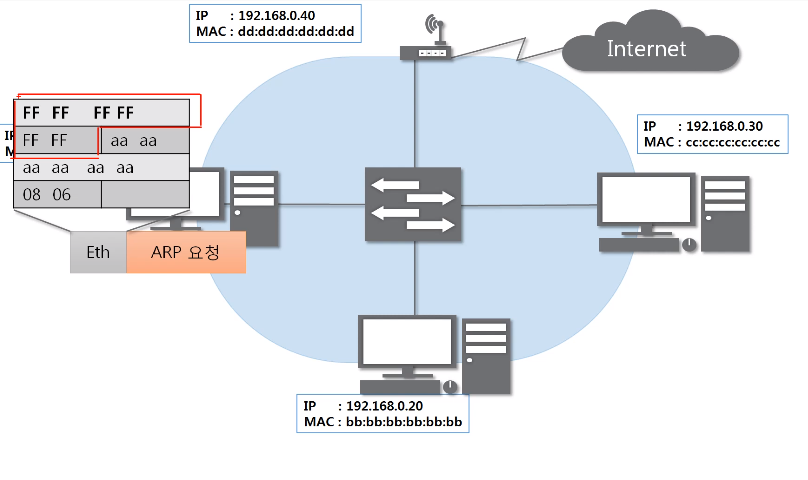 IP : 192.168.0.40
MAC : dd:dd:dd:dd:dd:dd
Internet
FF FF FF FF
FF FF aa aa
aa aa aa aa
08 06
Eth ARP 요청
IP : 192.168.0.30
MAC : cc:cc:cc:cc:cc:cc
IP : 192.168.0.20
MAC : bb:bb:bb:bb:bb:bb